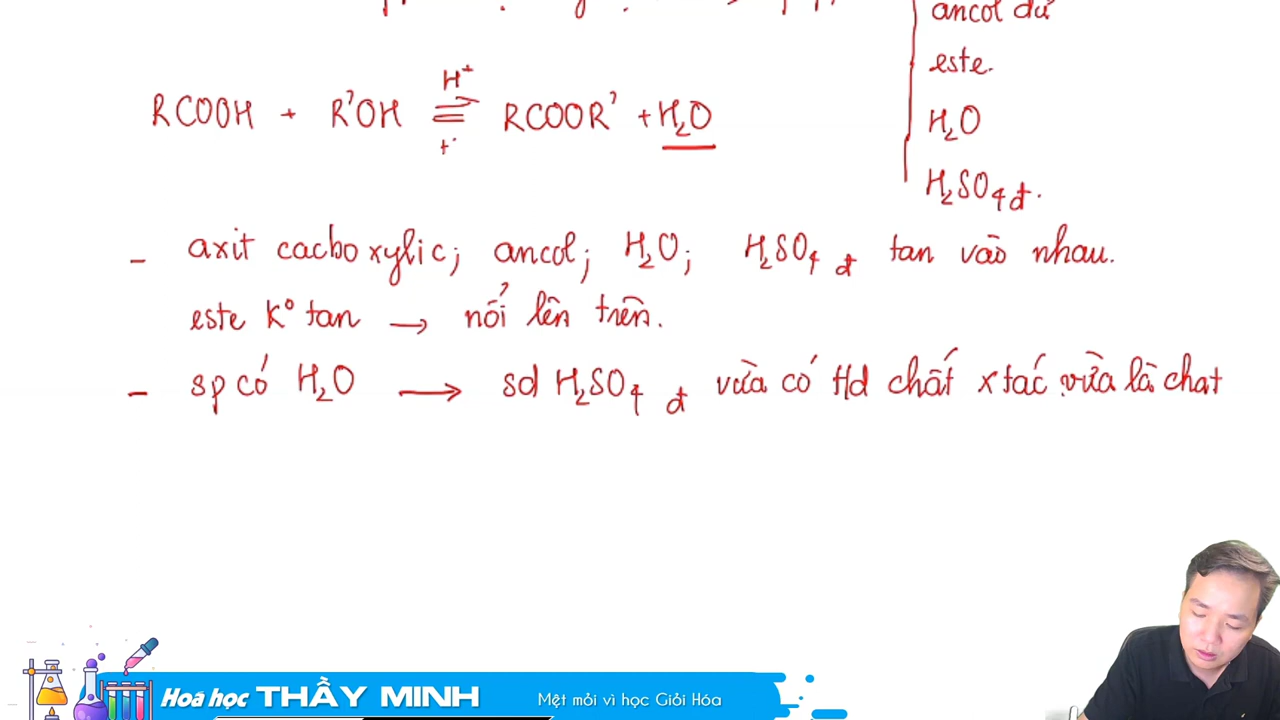 ancol dư
este.
H₂O
H₂SO₄đ.
H⁺
RCOOH + R'OH ⇌ RCOOR' + H₂O
- axit cacboxylic; ancol; H₂O; H₂SO₄ đ tan vào nhau.
este k° tan → nổi lên trên.
- sp có H₂O → sd H₂SO₄ đ vừa có td chất xtác vừa là chat
Hoá học THẦY MINH
Mệt mỏi vì học Giỏi Hóa